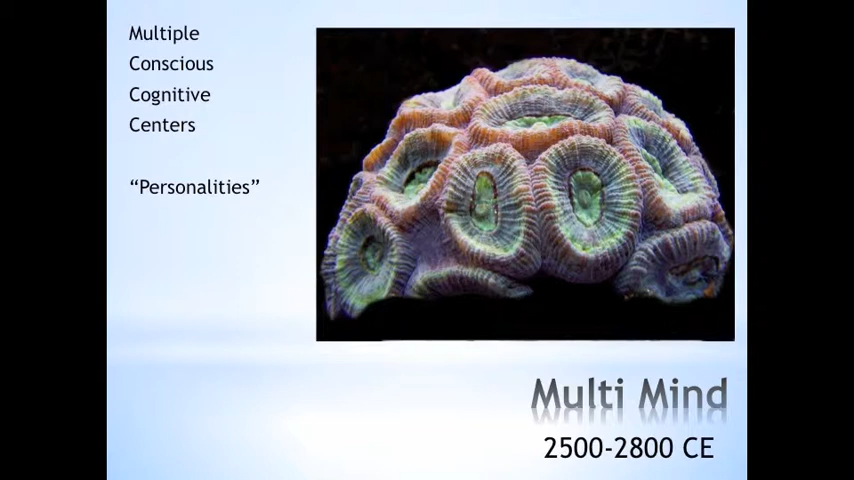 Multiple
Conscious
Cognitive
Centers
“Personalities”
Multi Mind
2500-2800 CE